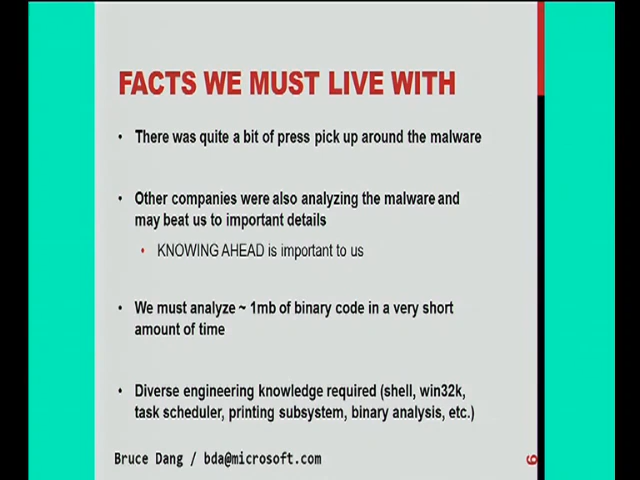 FACTS WE MUST LIVE WITH
• There was quite a bit of press pick up around the malware
• Other companies were also analyzing the malware and
may beat us to important details
• KNOWING AHEAD is important to us
• We must analyze ~ 1mb of binary code in a very short
amount of time
• Diverse engineering knowledge required (shell, win32k,
task scheduler, printing subsystem, binary analysis, etc.)
Bruce Dang / bda@microsoft.com
6